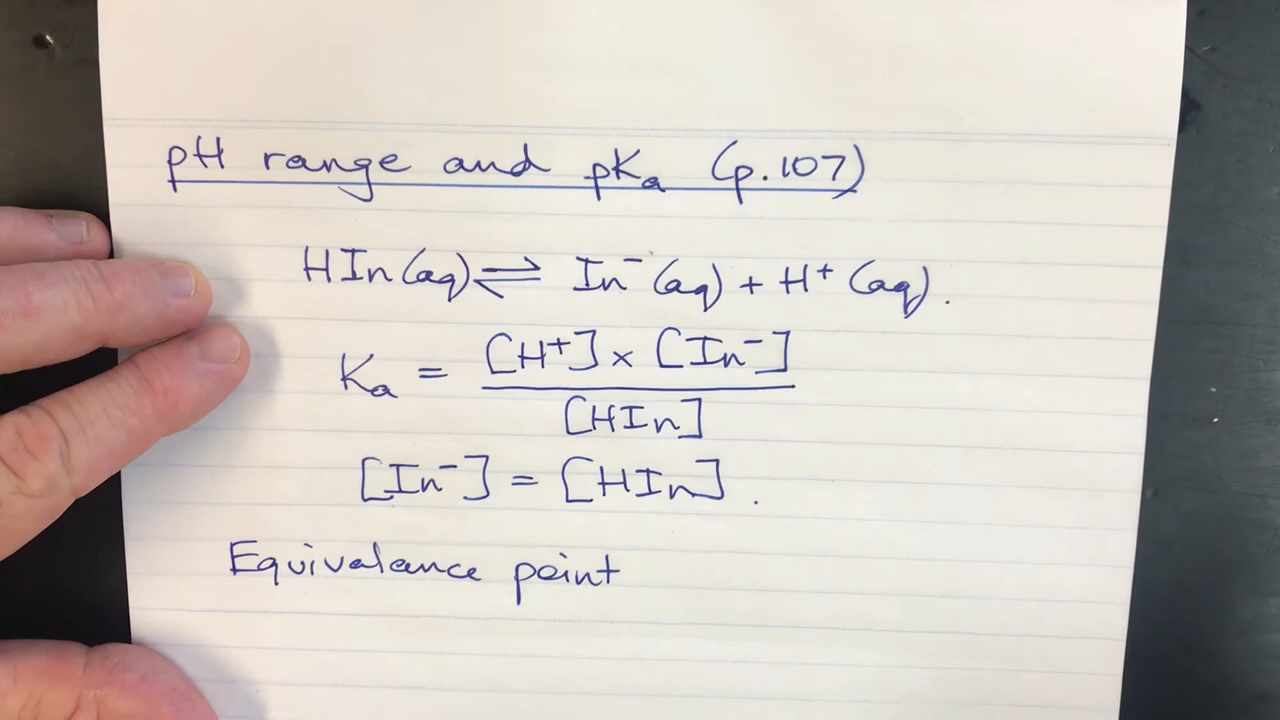 pH range and pKₐ (p.107)
HIn(aq) ⇌ In⁻(aq) + H⁺(aq).
Kₐ = [H⁺] × [In⁻] / [HIn]
[In⁻] = [HIn].
Equivalance point